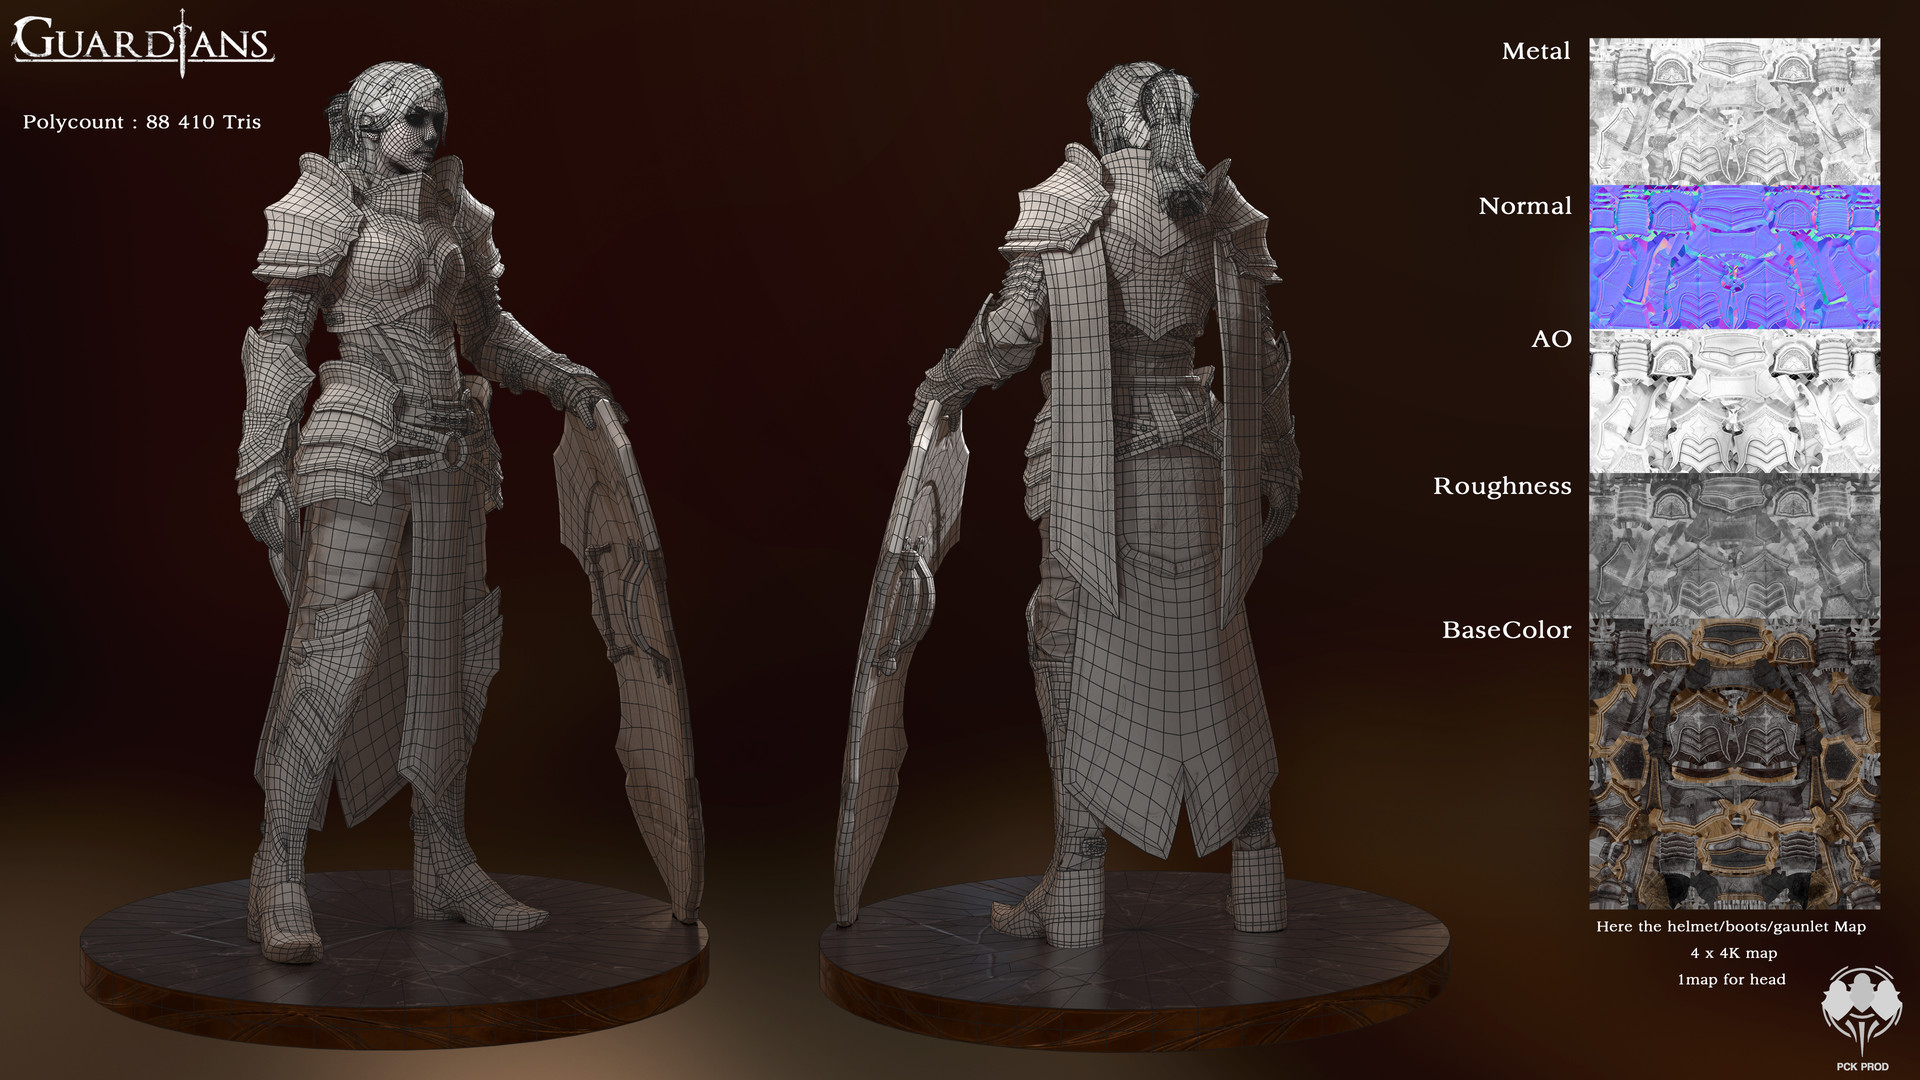 GUARDIANS
Polycount : 88 410 Tris
Metal
Normal
AO
Roughness
BaseColor
Here the helmet/boots/gaunlet Map
4 x 4K map
1map for head
PCK PROD